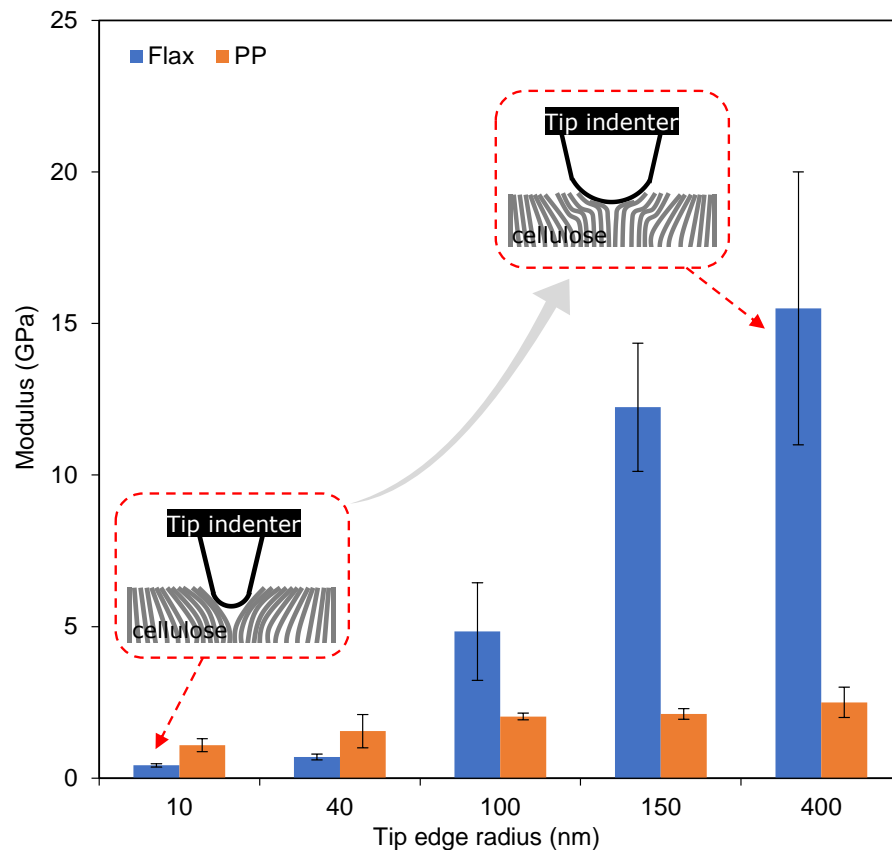 25
Flax PP
Tip indenter
cellulose
20
15
Modulus (GPa)
10
Tip indenter
cellulose
5
0
10 40 100 150 400
Tip edge radius (nm)